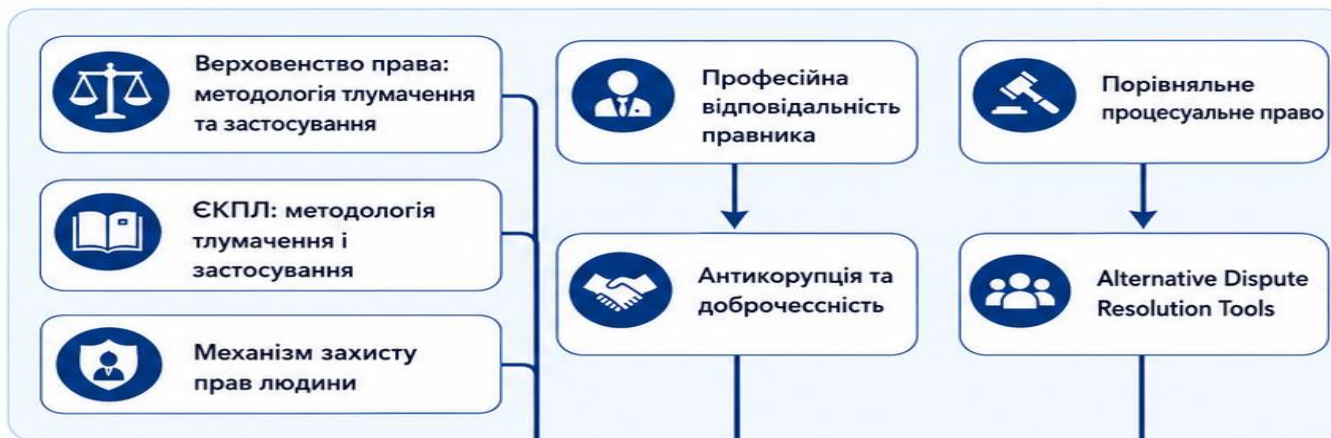 Верховенство права:
методологія тлумачення
та застосування
ЄКПЛ: методологія
тлумачення і
застосування
Механізм захисту
прав людини
Професійна
відповідальність
правника
Антикорупція та
доброчессність
Порівняльне
процесуальне право
Alternative Dispute
Resolution Tools